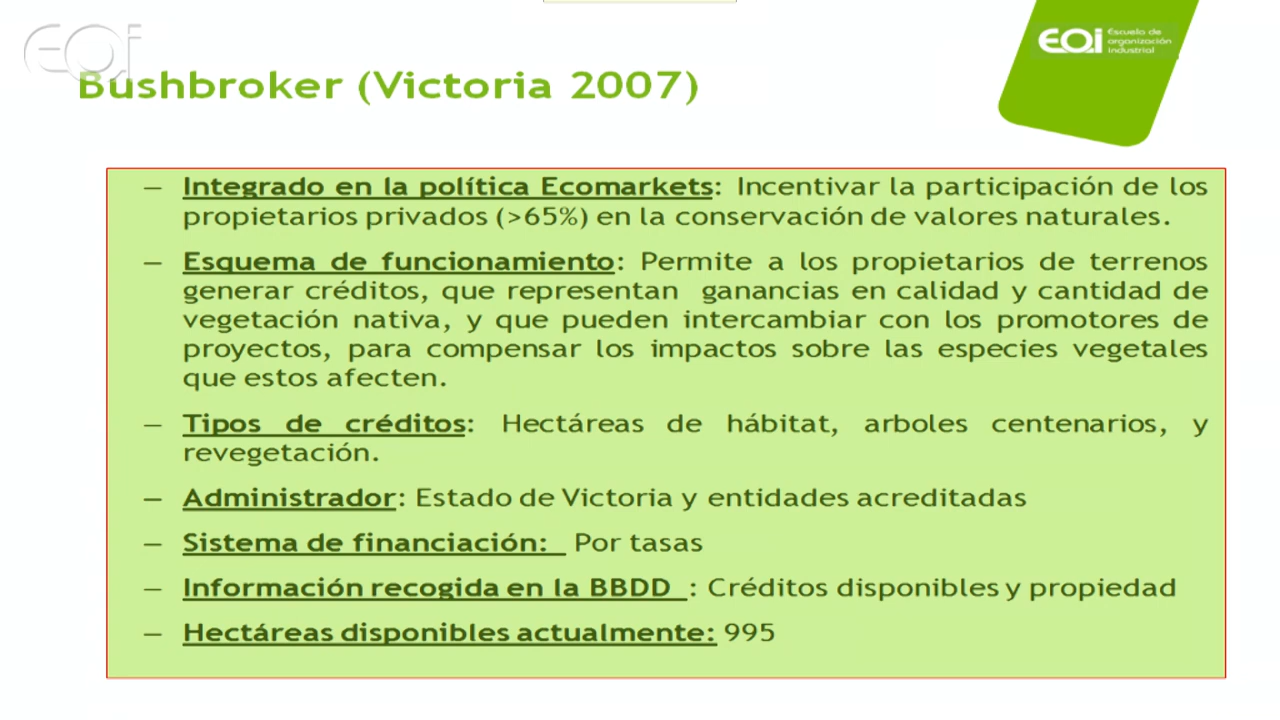 EOI
EOI Escuela de
organización
industrial
Bushbroker (Victoria 2007)
– Integrado en la política Ecomarkets: Incentivar la participación de los
propietarios privados (>65%) en la conservación de valores naturales.
– Esquema de funcionamiento: Permite a los propietarios de terrenos
generar créditos, que representan ganancias en calidad y cantidad de
vegetación nativa, y que pueden intercambiar con los promotores de
proyectos, para compensar los impactos sobre las especies vegetales
que estos afecten.
– Tipos de créditos: Hectáreas de hábitat, arboles centenarios, y
revegetación.
– Administrador: Estado de Victoria y entidades acreditadas
– Sistema de financiación: Por tasas
– Información recogida en la BBDD : Créditos disponibles y propiedad
– Hectáreas disponibles actualmente: 995